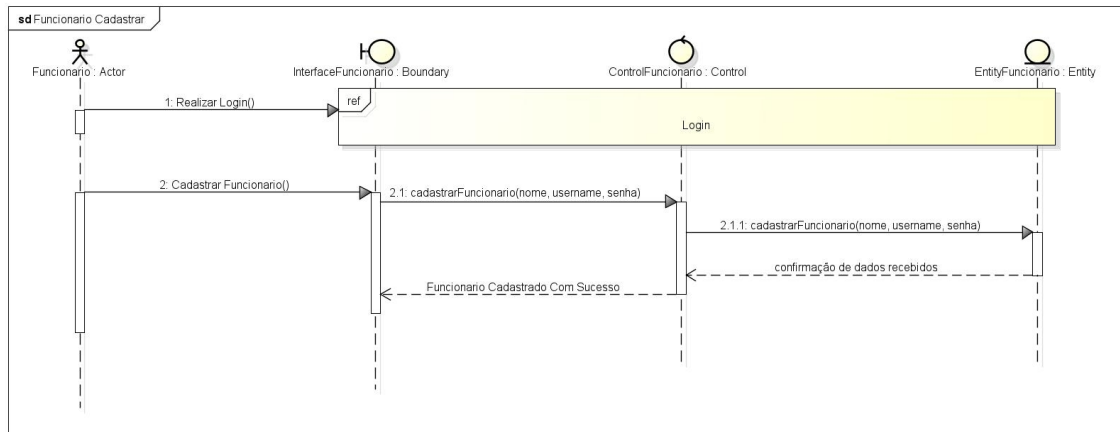 sd Funcionario Cadastrar
Funcionario : Actor
InterfaceFuncionario : Boundary
ControlFuncionario : Control
EntityFuncionario : Entity
1: Realizar Login()
ref
Login
2: Cadastrar Funcionario()
2.1: cadastrarFuncionario(nome, username, senha)
2.1.1: cadastrarFuncionario(nome, username, senha)
confirmação de dados recebidos
Funcionario Cadastrado Com Sucesso